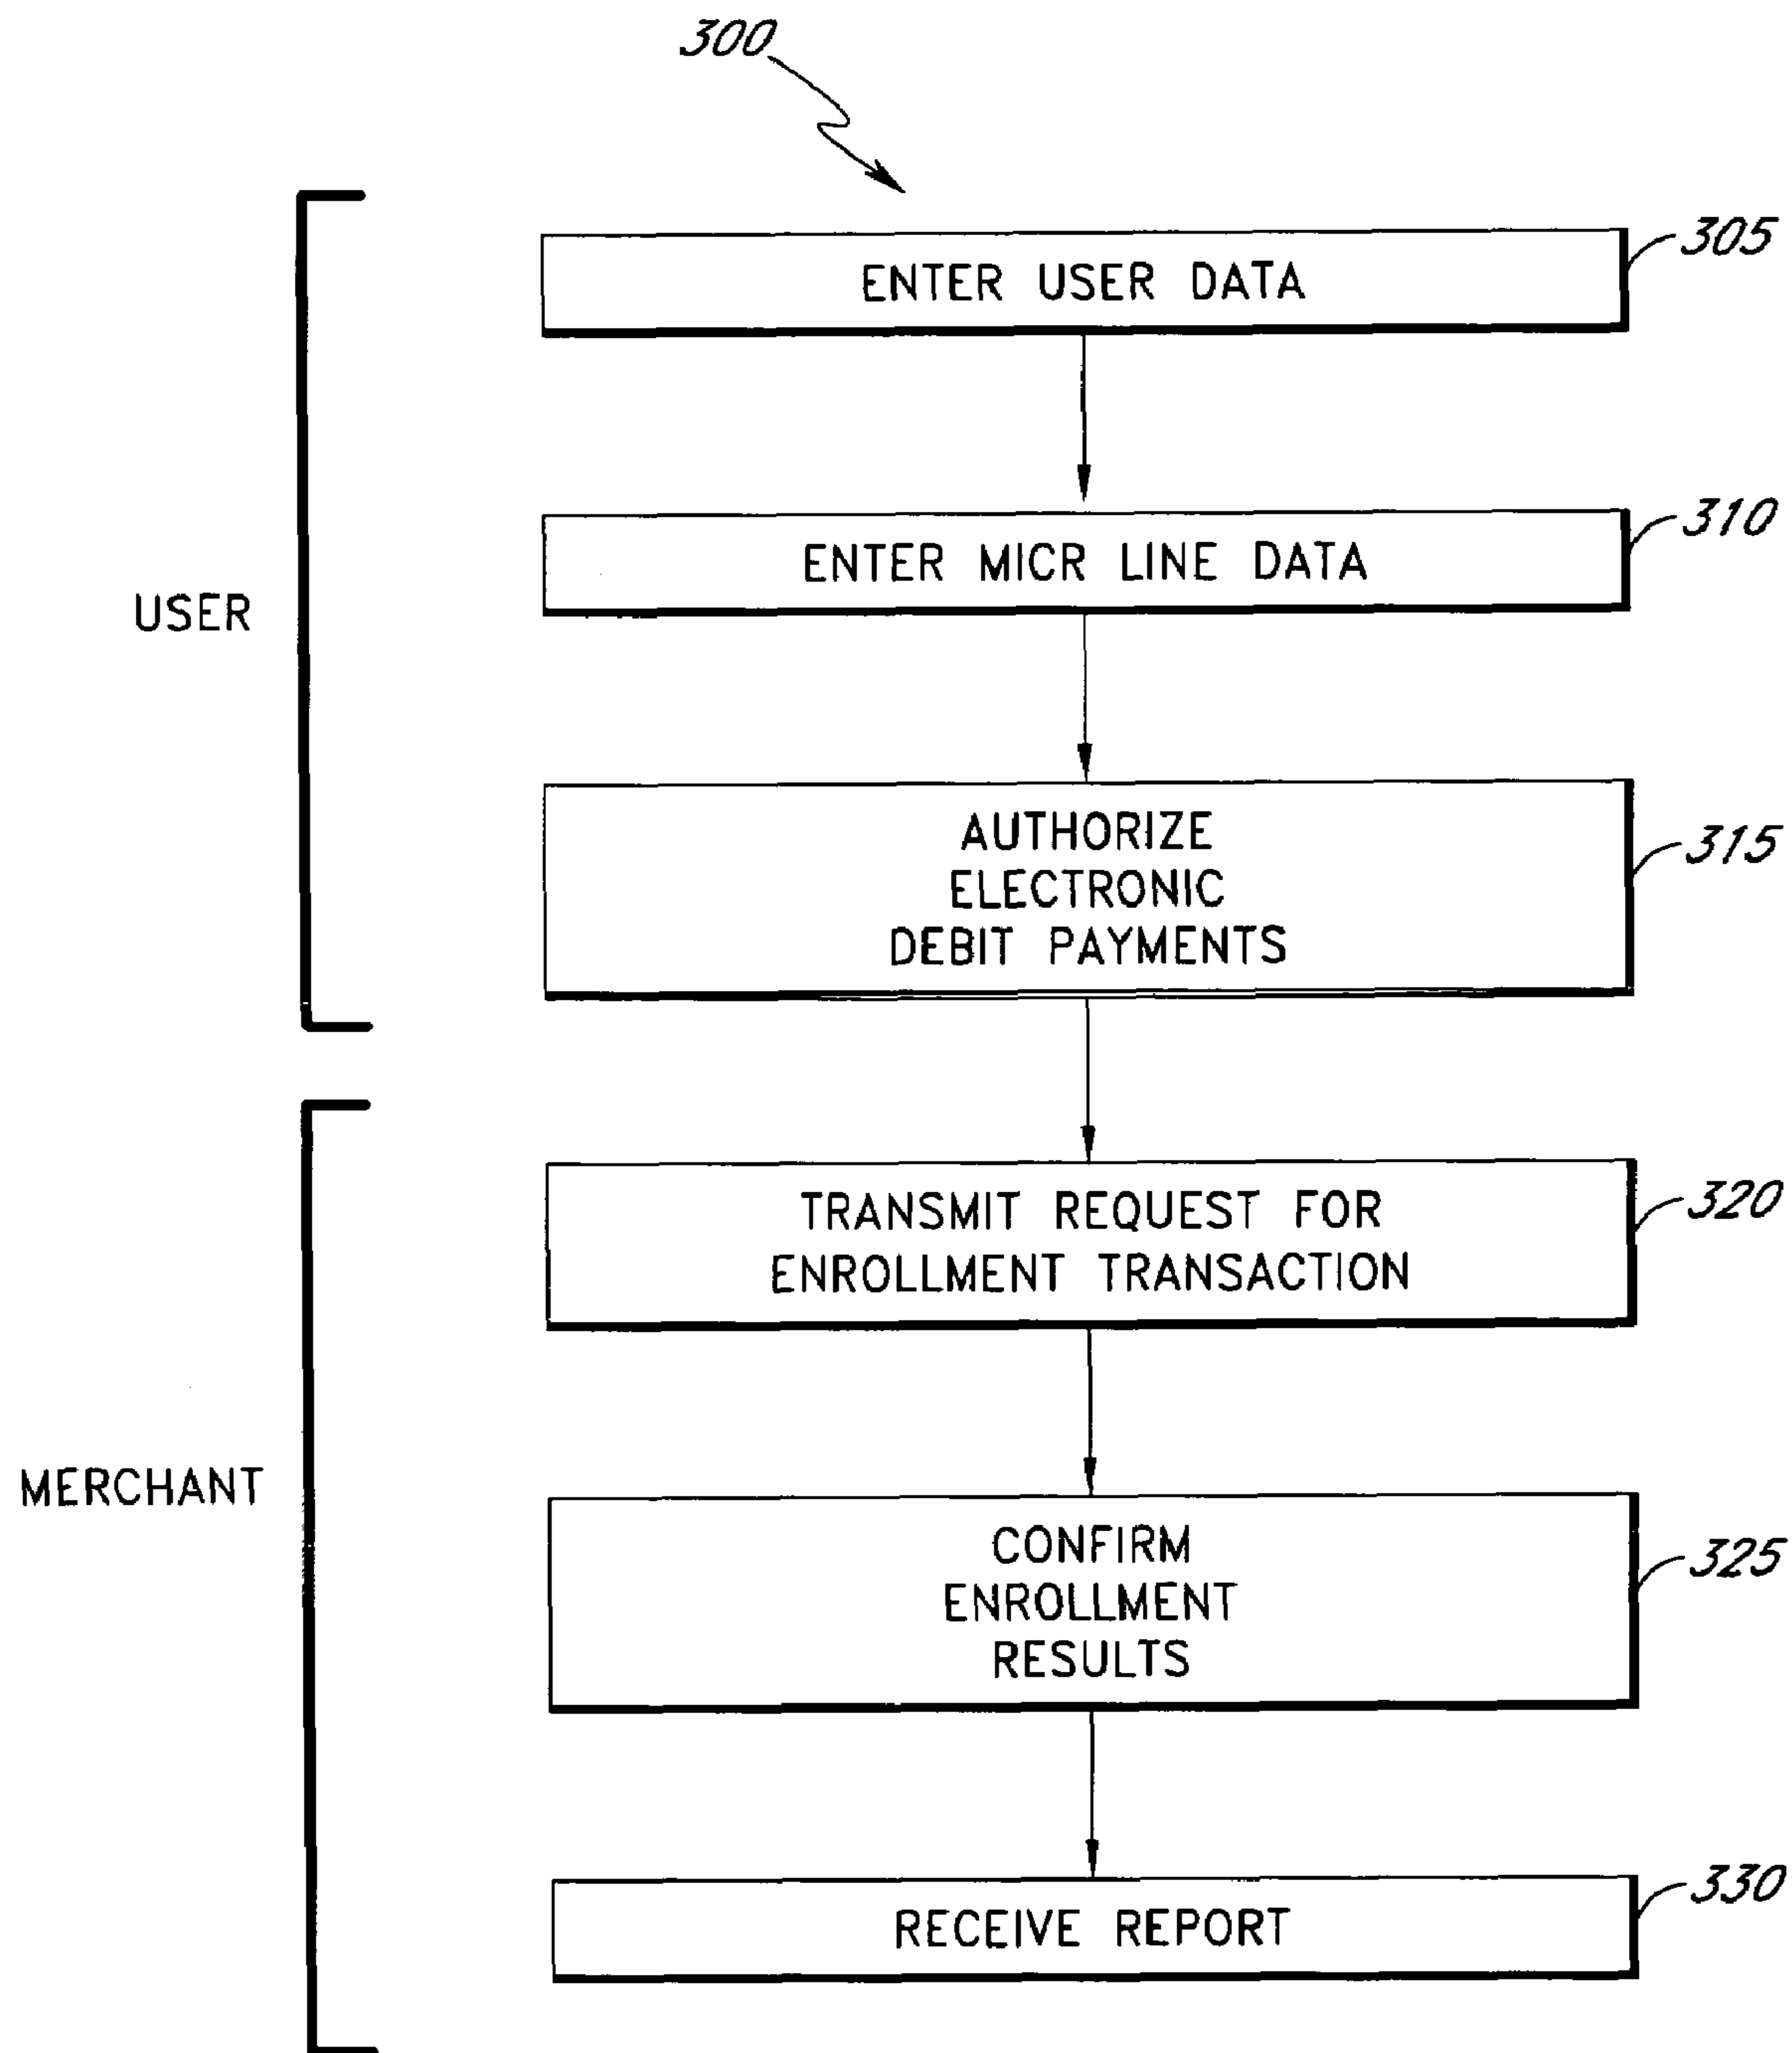 300
305
ENTER USER DATA
310
ENTER MICR LINE DATA
USER
315
AUTHORIZE
ELECTRONIC
DEBIT PAYMENTS
320
TRANSMIT REQUEST FOR
ENROLLMENT TRANSACTION
MERCHANT
325
CONFIRM
ENROLLMENT
RESULTS
330
RECEIVE REPORT